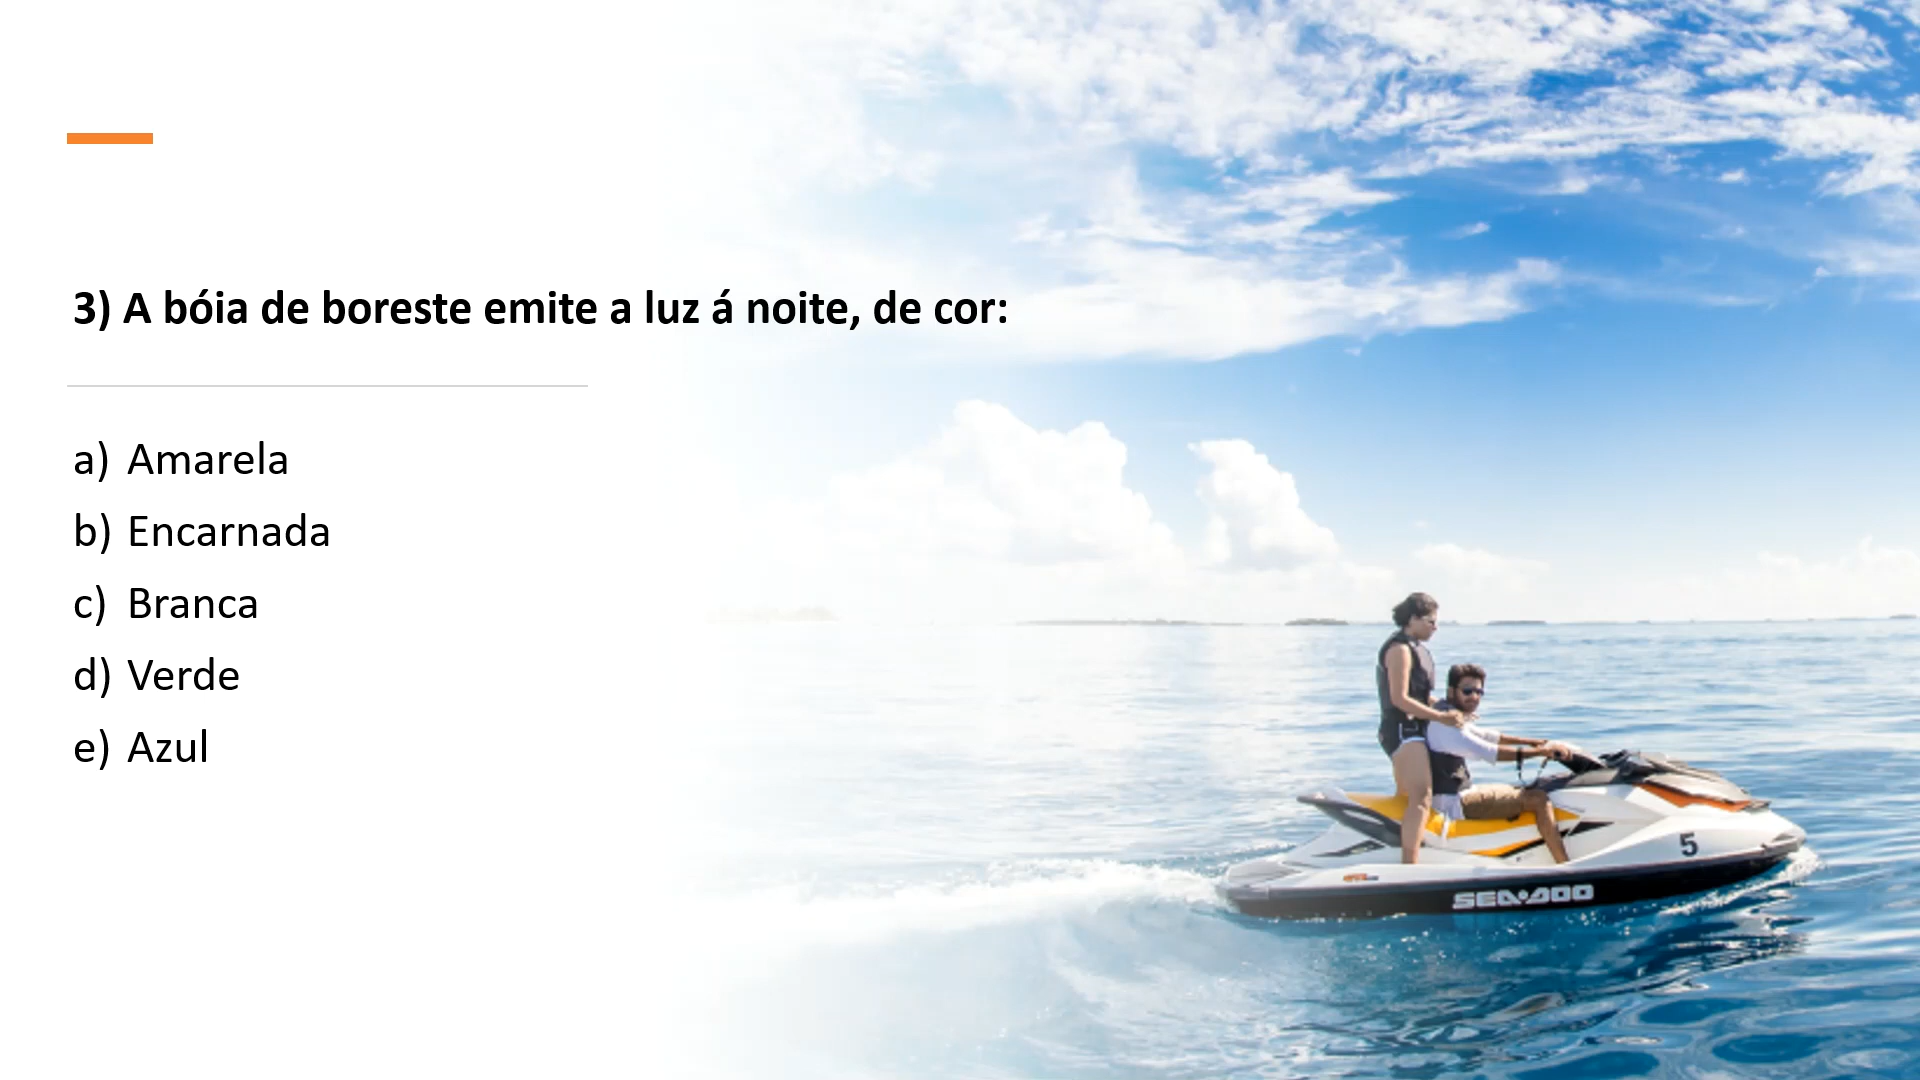 3) A bóia de boreste emite a luz á noite, de cor:
a) Amarela
b) Encarnada
c) Branca
d) Verde
e) Azul
5
SEA-DOO